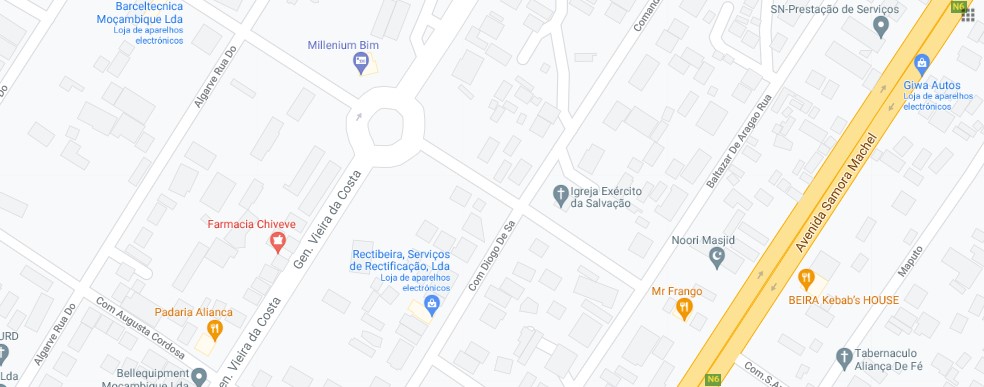 Barceltecnica
Moçambique Lda
Loja de aparelhos
electrónicos
Millenium Bim
Algarve Rua Do
Do
SN-Prestação de Serviços
N6
Giwa Autos
Loja de aparelhos
electrónicos
Baltazar De Aragao Rua
Avenida Samora Machel
Igreja Exército
da Salvação
Farmacia Chiveve
Gen. Vieira da Costa
Rectibeira, Serviços
de Rectificação, Lda
Loja de aparelhos
electrónicos
Com Diogo De Sa
Noori Masjid
Maputo
Mr Frango
BEIRA Kebab's HOUSE
Padaria Alianca
Com Augusta Cordosa
Algarve Rua Do
Gen. Vieira da Costa
Bellequipment
Moçambique Lda
Lda
Tabernaculo
Aliança De Fé
N6